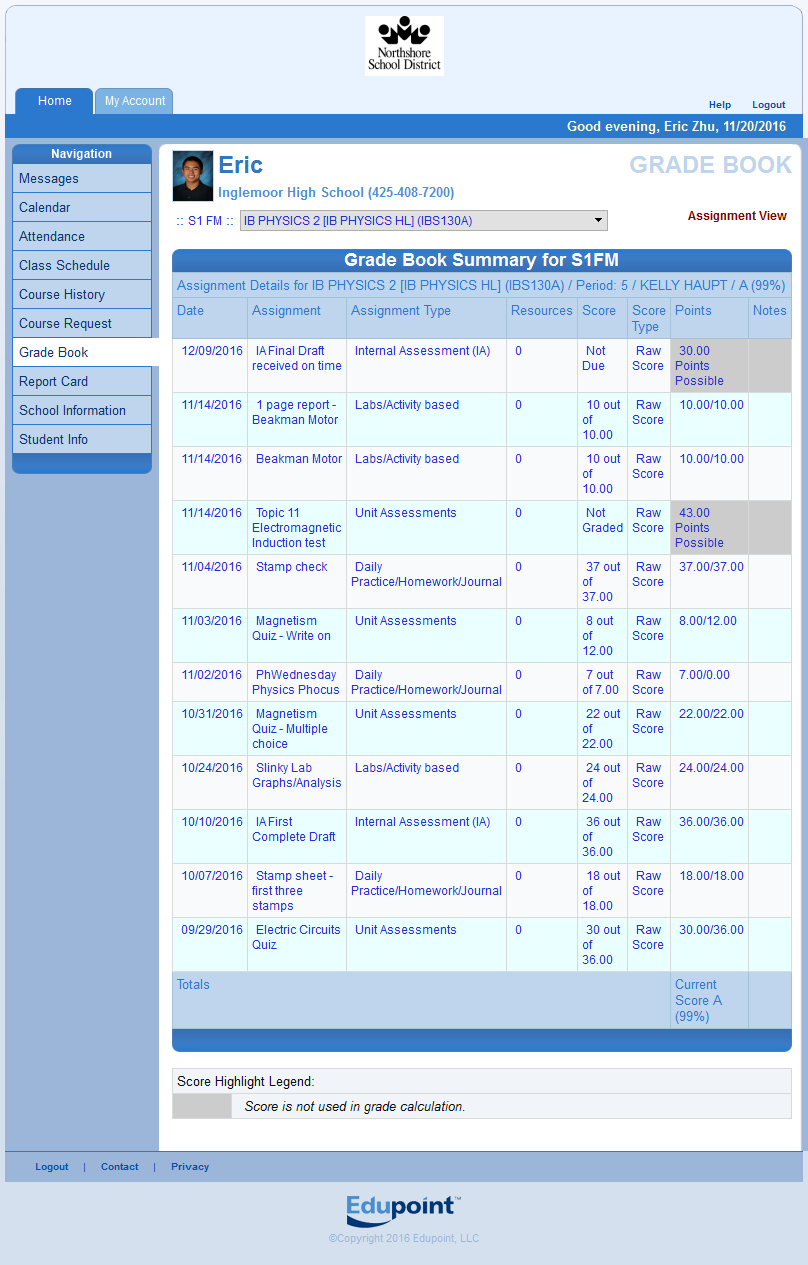 Northshore
School District
Home
My Account
Help Logout
Good evening, Eric Zhu, 11/20/2016
Navigation
Messages
Calendar
Attendance
Class Schedule
Course History
Course Request
Grade Book
Report Card
School Information
Student Info
Eric
GRADE BOOK
Inglemoor High School (425-408-7200)
:: S1 FM :: IB PHYSICS 2 [IB PHYSICS HL] (IBS130A)
Assignment View
Grade Book Summary for S1FM
Assignment Details for IB PHYSICS 2 [IB PHYSICS HL] (IBS130A) / Period: 5 / KELLY HAUPT / A (99%)
Date Assignment Assignment Type Resources Score Score Points Notes
Type
12/09/2016 IA Final Draft Internal Assessment (IA) 0 Not Raw 30.00
received on time Due Score Points
Possible
11/14/2016 1 page report - Labs/Activity based 0 10 out Raw 10.00/10.00
Beakman Motor of Score
10.00
11/14/2016 Beakman Motor Labs/Activity based 0 10 out Raw 10.00/10.00
of Score
10.00
11/14/2016 Topic 11 Unit Assessments 0 Not Raw 43.00
Electromagnetic Graded Score Points
Induction test Possible
11/04/2016 Stamp check Daily 0 37 out Raw 37.00/37.00
Practice/Homework/Journal of Score
37.00
11/03/2016 Magnetism Unit Assessments 0 8 out Raw 8.00/12.00
Quiz - Write on of Score
12.00
11/02/2016 PhWednesday Daily 0 7 out Raw 7.00/0.00
Physics Phocus Practice/Homework/Journal of 7.00 Score
10/31/2016 Magnetism Unit Assessments 0 22 out Raw 22.00/22.00
Quiz - Multiple of Score
choice 22.00
10/24/2016 Slinky Lab Labs/Activity based 0 24 out Raw 24.00/24.00
Graphs/Analysis of Score
24.00
10/10/2016 IA First Internal Assessment (IA) 0 36 out Raw 36.00/36.00
Complete Draft of Score
36.00
10/07/2016 Stamp sheet - Daily 0 18 out Raw 18.00/18.00
first three Practice/Homework/Journal of Score
stamps 18.00
09/29/2016 Electric Circuits Unit Assessments 0 30 out Raw 30.00/36.00
Quiz of Score
36.00
Totals Current
Score A
(99%)
Score Highlight Legend:
Score is not used in grade calculation.
Logout | Contact | Privacy
Edupoint™
©Copyright 2016 Edupoint, LLC